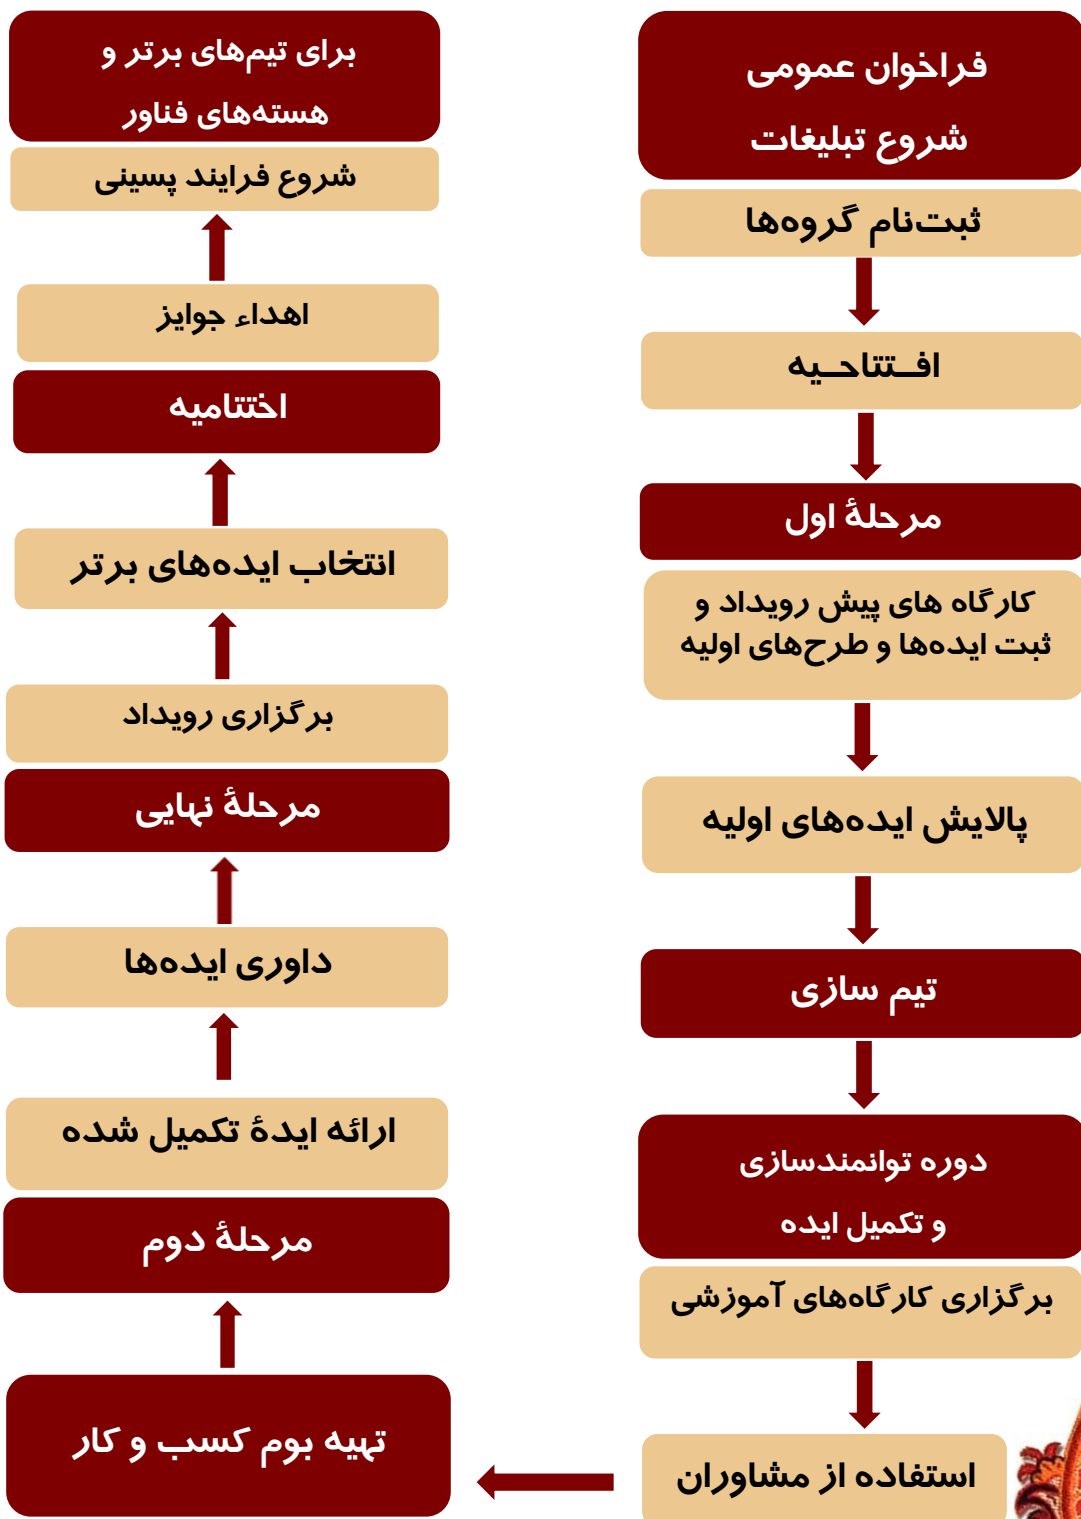 فراخوان عمومی
شروع تبلیغات
ثبت‌نام گروه‌ها
افــتتاحــیه
مرحلهٔ اول
کارگاه های پیش رویداد و
ثبت ایده‌ها و طرح‌های اولیه
پالایش ایده‌های اولیه
تیم سازی
دوره توانمندسازی
و تکمیل ایده
برگزاری کارگاه‌های آموزشی
استفاده از مشاوران
تهیه بوم کسب و کار
مرحلهٔ دوم
ارائه ایدهٔ تکمیل شده
داوری ایده‌ها
مرحلهٔ نهایی
برگزاری رویداد
انتخاب ایده‌های برتر
اختتامیه
اهداء جوایز
شروع فرایند پسینی
برای تیم‌های برتر و
هسته‌های فناور